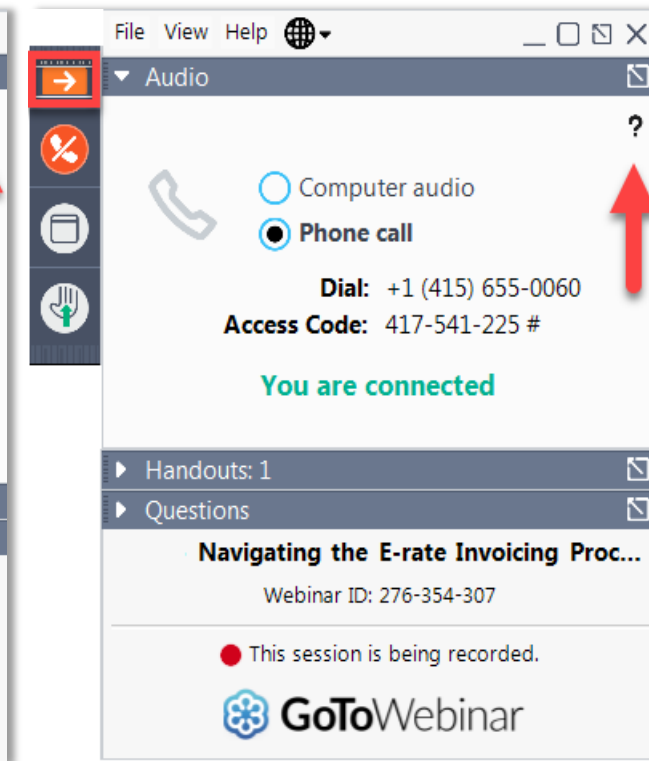 File View Help
Audio
?
Computer audio
Phone call
Dial: +1 (415) 655-0060
Access Code: 417-541-225 #
You are connected
Handouts: 1
Questions
Navigating the E-rate Invoicing Proc...
Webinar ID: 276-354-307
This session is being recorded.
GoToWebinar